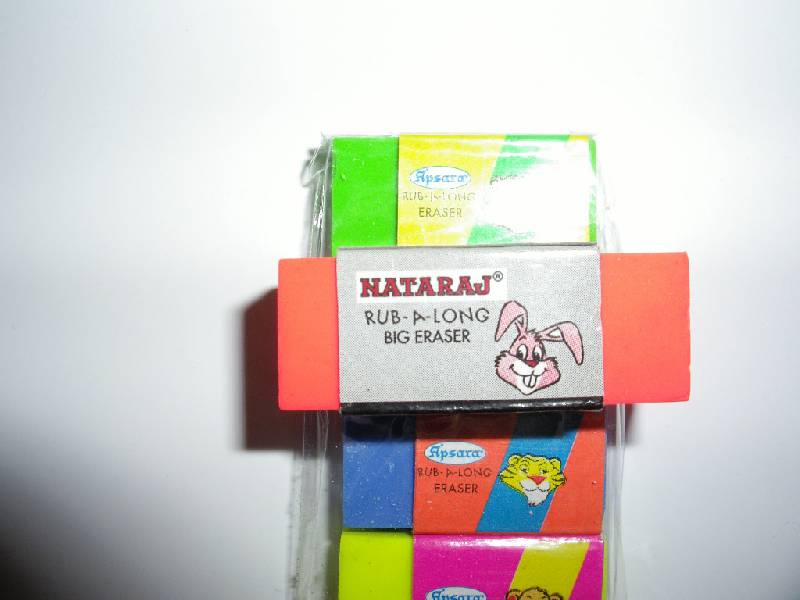 Apsara
RUB-A-LONG
ERASER
NATARAJ®
RUB-A-LONG
BIG ERASER
Apsara
RUB-A-LONG
ERASER
Apsara